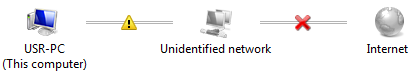 USR-PC Unidentified network Internet
(This computer)